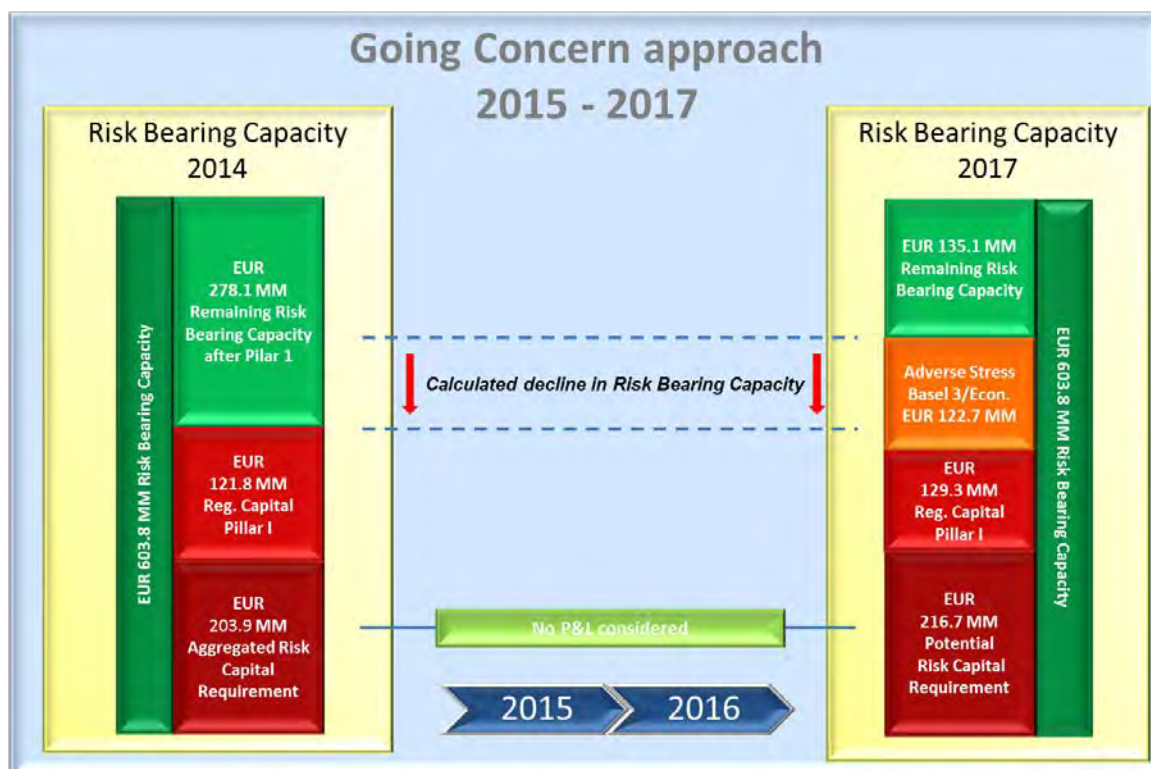 Going Concern approach
2015 - 2017
Risk Bearing Capacity
2014
EUR 603.8 MM Risk Bearing Capacity
EUR
278.1 MM
Remaining Risk
Bearing Capacity
after Pilar 1
EUR
121.8 MM
Reg. Capital
Pillar I
EUR
203.9 MM
Aggregated Risk
Capital
Requirement
Calculated decline in Risk Bearing Capacity
No P&L considered
2015
2016
Risk Bearing Capacity
2017
EUR 135.1 MM
Remaining Risk
Bearing Capacity
Adverse Stress
Basel 3/Econ.
EUR 122.7 MM
EUR
129.3 MM
Reg. Capital
Pillar I
EUR
216.7 MM
Potential
Risk Capital
Requirement
EUR 603.8 MM Risk Bearing Capacity